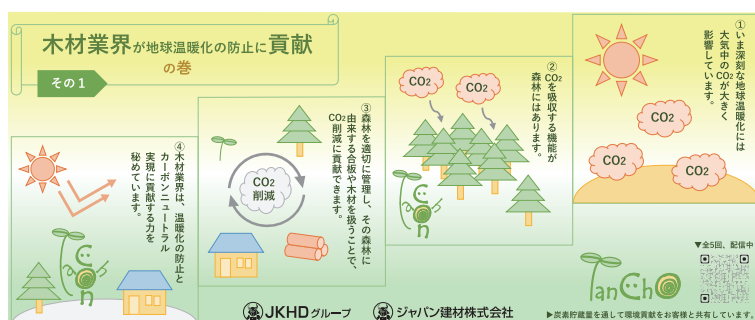 木材業界が地球温暖化の防止に貢献
の巻
その1
①いま深刻な地球温暖化には
大気中のCO2が大きく
影響しています。
CO2
CO2
CO2
②CO2を吸収する機能が
森林にはあります。
CO2
CO2
③森林を適切に管理し、その森林に
由来する合板や木材を扱うことで、
CO2削減に貢献できます。
CO2
削減
④木材業界は、温暖化の防止と
カーボンニュートラル
実現に貢献する力を
秘めています。
▼全5回、配信中
TanCho
▶炭素貯蔵量を通して環境貢献をお客様と共有しています
JKHDグループ
ジャパン建材株式会社